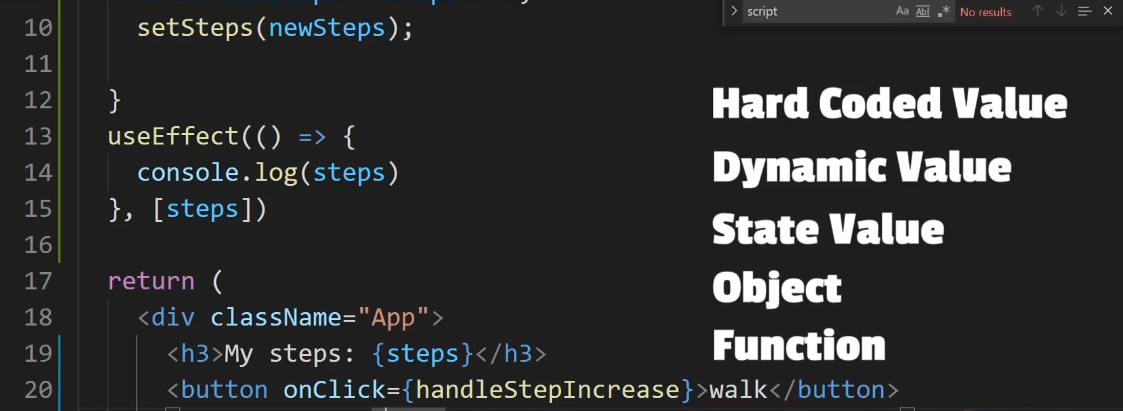 script
Aa Ab| .* No results
10 setSteps(newSteps);
11
12 }
13 useEffect(() => {
14 console.log(steps)
15 }, [steps])
16
17 return (
18 <div className="App">
19 <h3>My steps: {steps}</h3>
20 <button onClick={handleStepIncrease}>walk</button>
Hard Coded Value
Dynamic Value
State Value
Object
Function